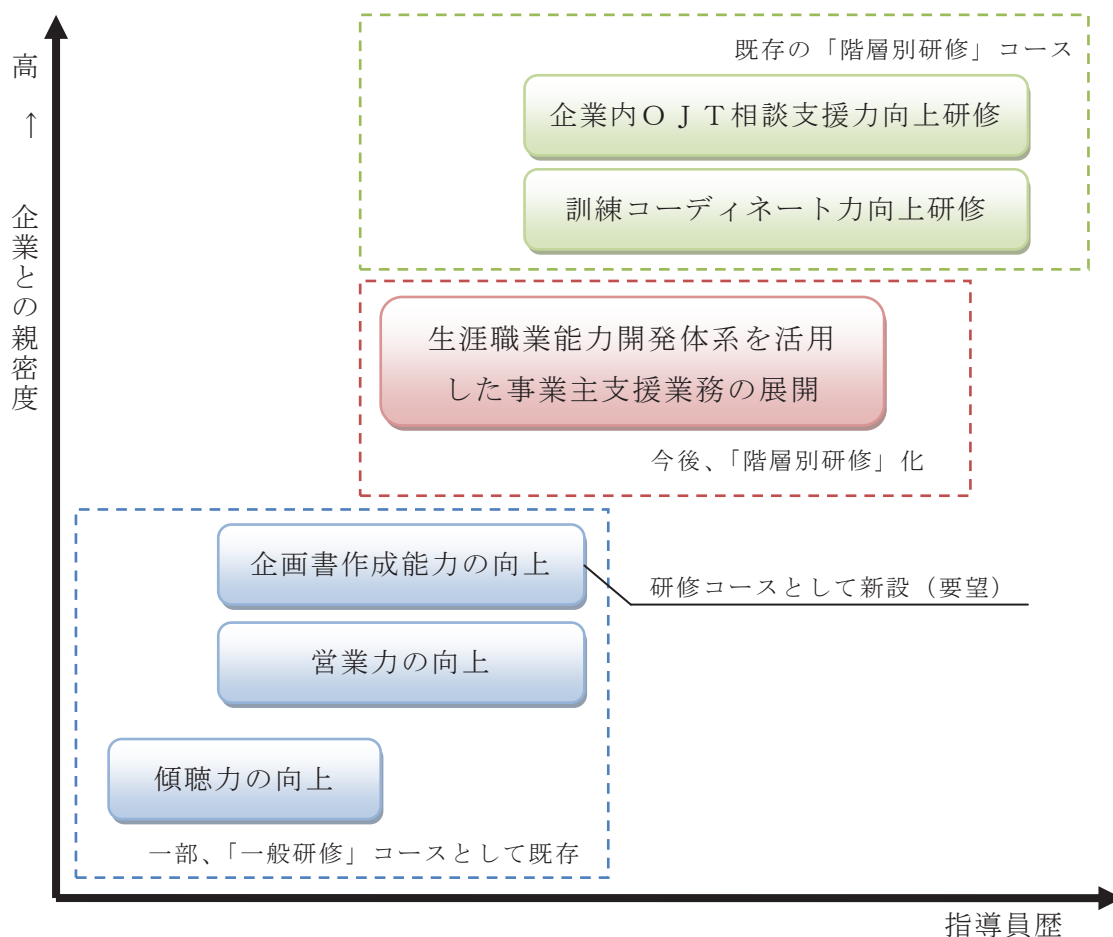 高
↑
企業との親密度
既存の「階層別研修」コース
企業内ＯＪＴ相談支援力向上研修
訓練コーディネート力向上研修
生涯職業能力開発体系を活用
した事業主支援業務の展開
今後、「階層別研修」化
企画書作成能力の向上
研修コースとして新設（要望）
営業力の向上
傾聴力の向上
一部、「一般研修」コースとして既存
指導員歴